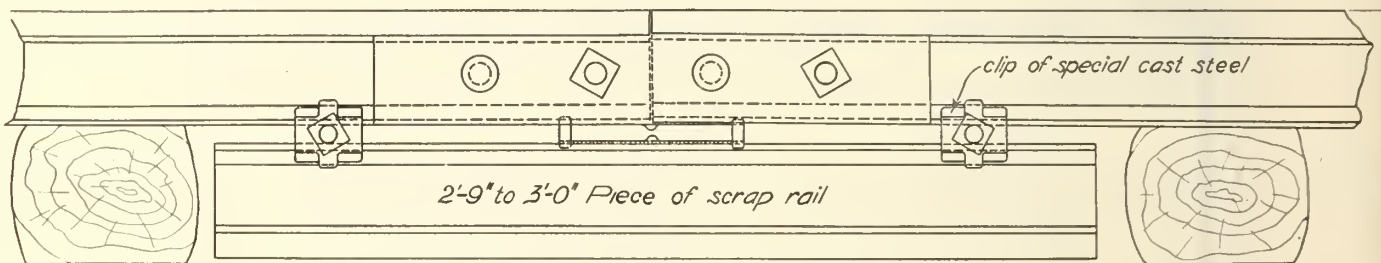 clip of special cast steel
2'-9" to 3'-0" Piece of scrap rail